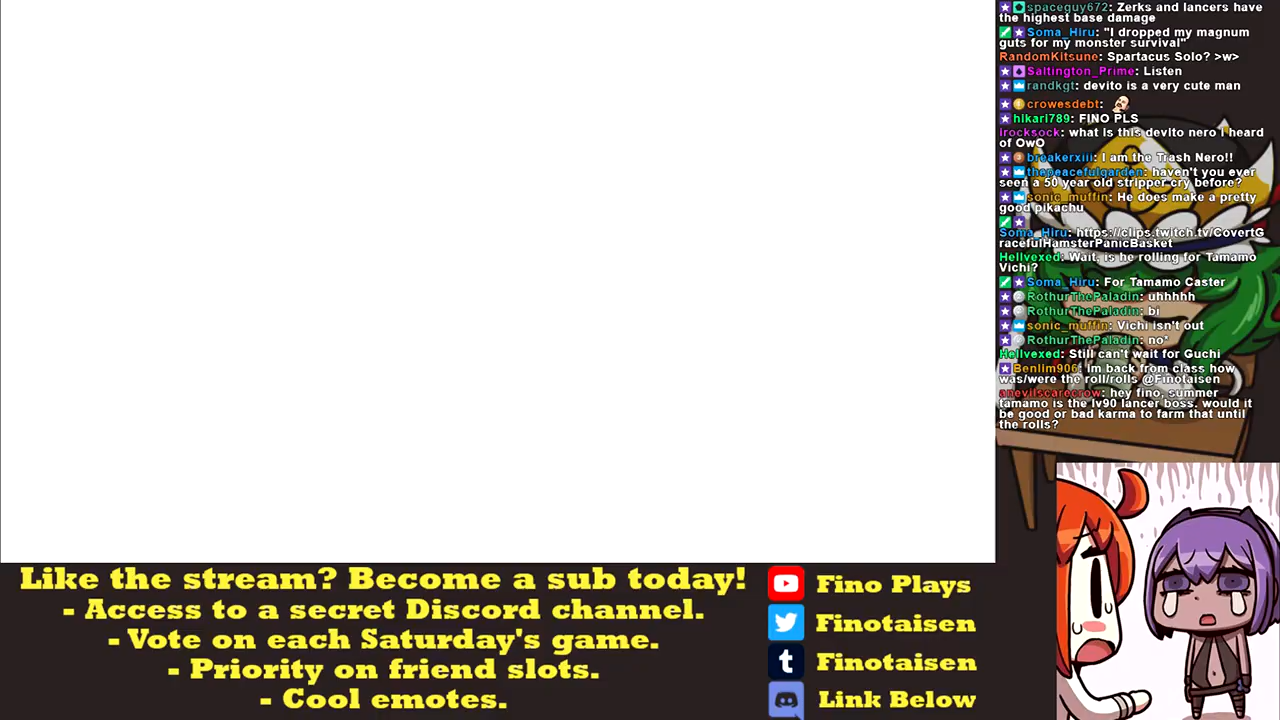 spaceguy672: Zerks and lancers have
the highest base damage
Soma_Hiru: "I dropped my magnum
guts for my monster survival"
RandomKitsune: Spartacus Solo? >w>
Saltington_Prime: Listen
randkgt: devito is a very cute man
crowesdebt:
hikari789: FINO PLS
lrocksock: what is this devito nero I heard
of OwO
breakerxiii: I am the Trash Nero!!
thepeacefulgarden: haven't you ever
seen a 50 year old stripper cry before?
sonic_muffin: He does make a pretty
good pikachu
Soma_Hiru: https://clips.twitch.tv/CovertG
racefulHamsterPanicBasket
Hellvexed: Wait, is he rolling for Tamamo
Vichi?
Soma_Hiru: For Tamamo Caster
RothurThePaladin: uhhhhh
RothurThePaladin: bi
sonic_muffin: Vichi isn't out
RothurThePaladin: no*
Hellvexed: Still can't wait for Guchi
Benlim906: im back from class how
was/were the roll/rolls @Finotaisen
anevilscarecrow: hey fino, summer
tamamo is the lv90 lancer boss. would it
be good or bad karma to farm that until
the rolls?
Like the stream? Become a sub today!
- Access to a secret Discord channel.
- Vote on each Saturday's game.
- Priority on friend slots.
- Cool emotes.
Fino Plays
Finotaisen
Finotaisen
Link Below